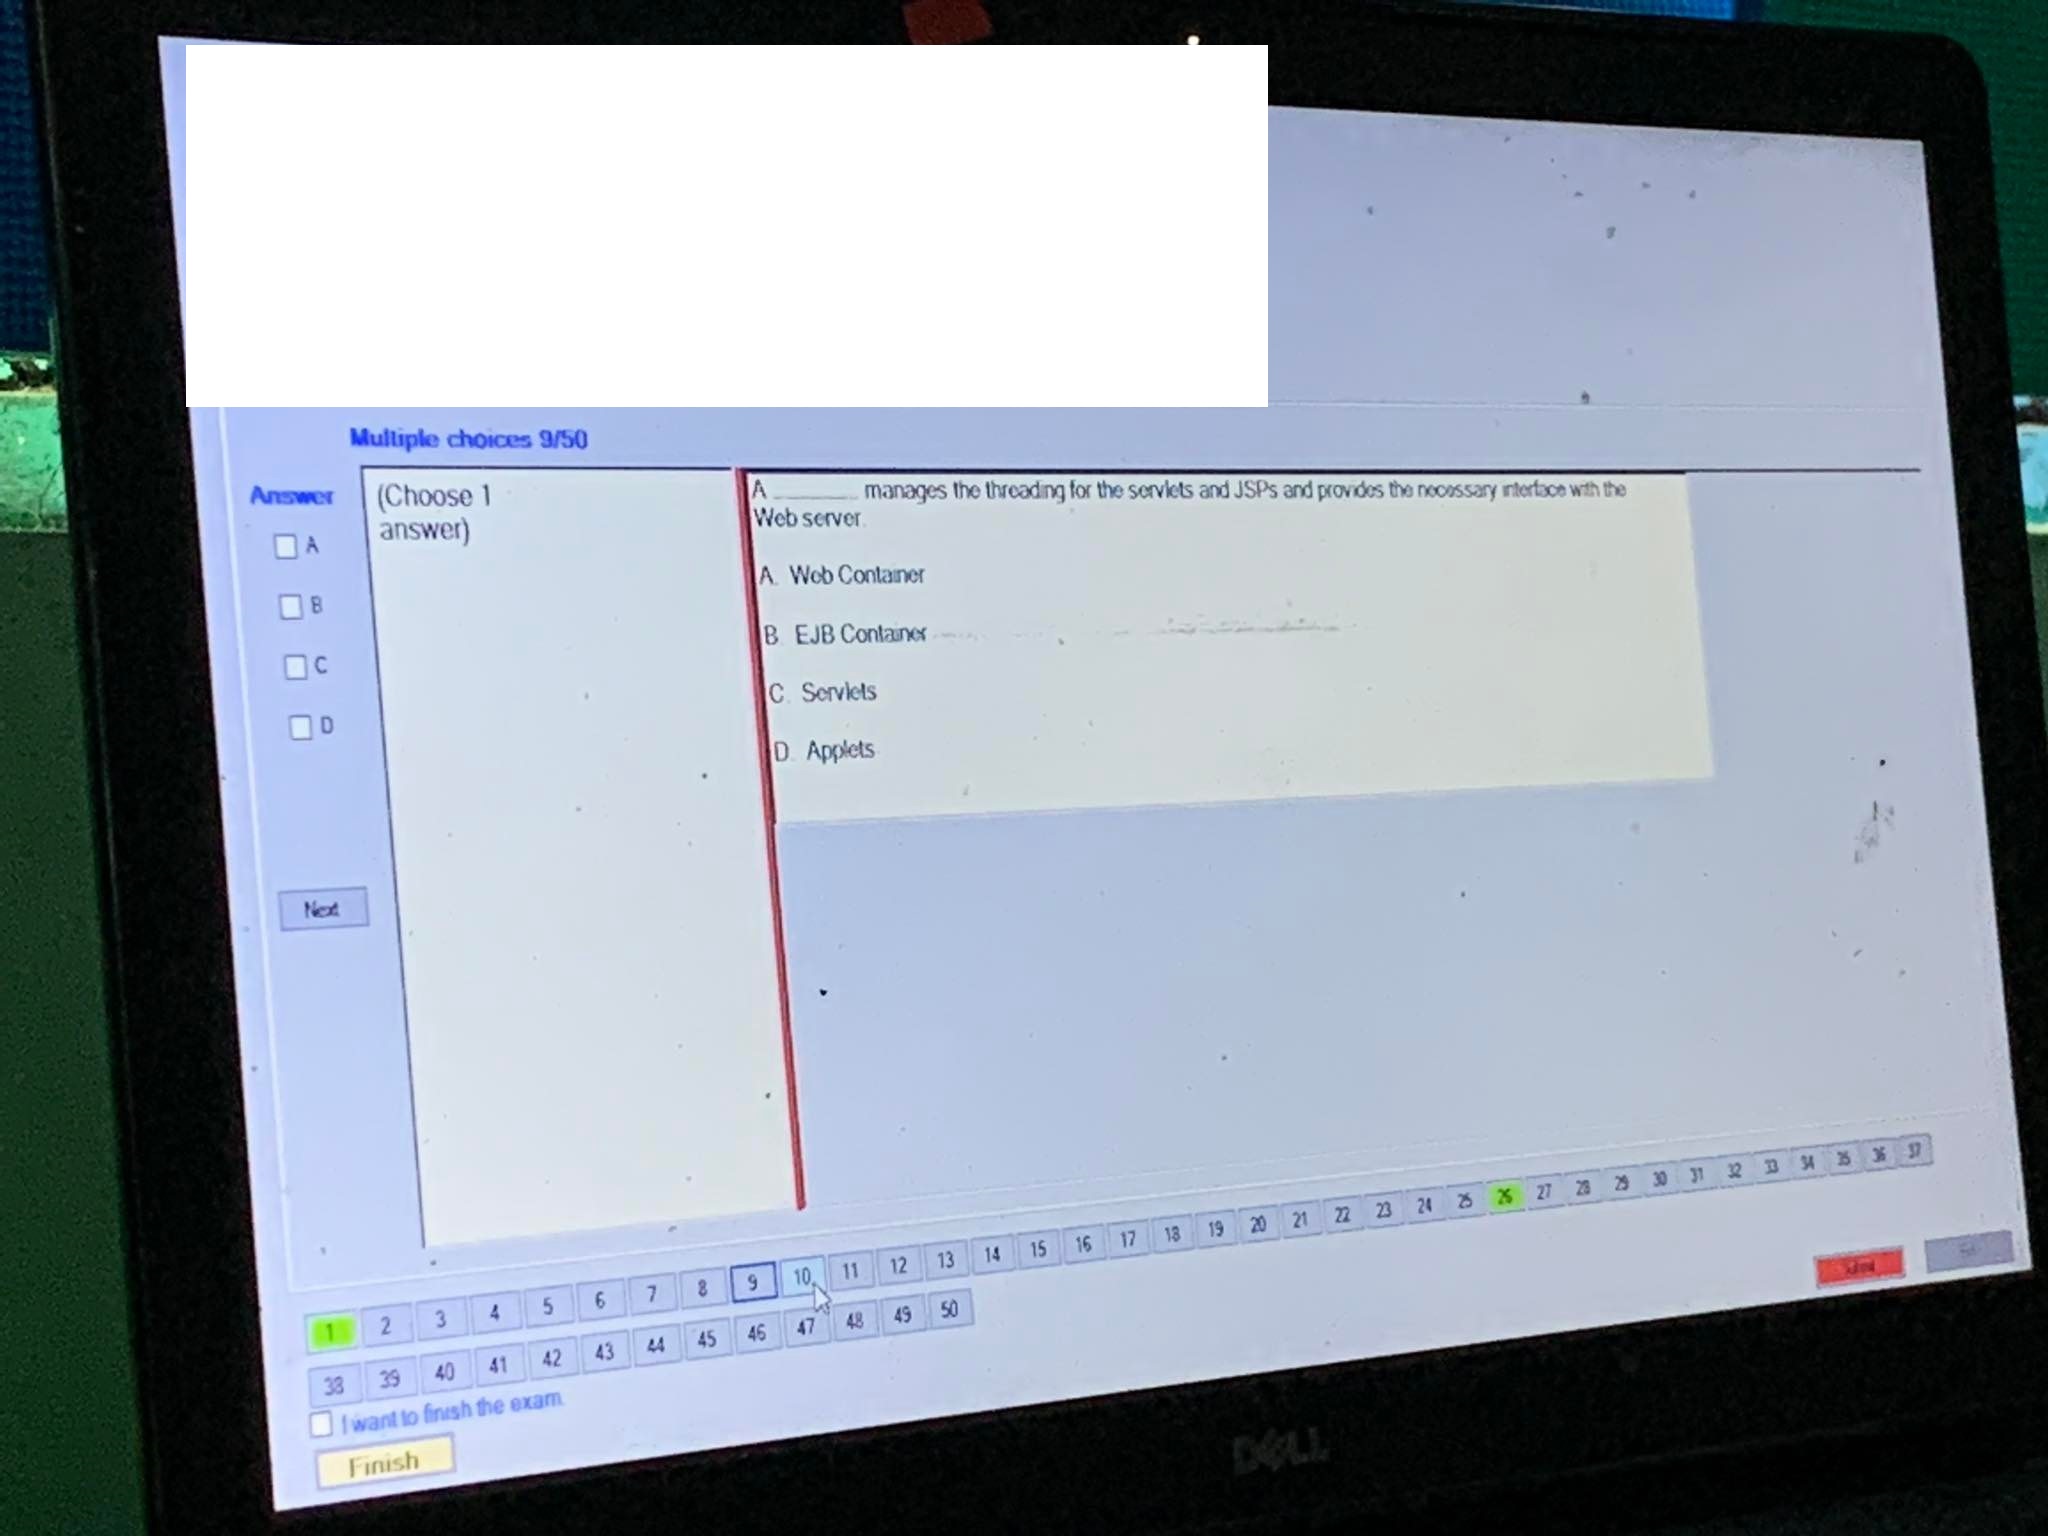 Multiple choices 9/50
Answer
(Choose 1
answer)
A
B
C
D
Next
A ________ manages the threading for the servlets and JSPs and provides the necessary interface with the
Web server.
A. Web Container
B. EJB Container
C. Servlets
D. Applets
1 2 3 4 5 6 7 8 9 10 11 12 13 14 15 16 17 18 19 20 21 22 23 24 25 26 27 28 29 30 31 32 33 34 35 36 37
38 39 40 41 42 43 44 45 46 47 48 49 50
I want to finish the exam.
Finish
DELL